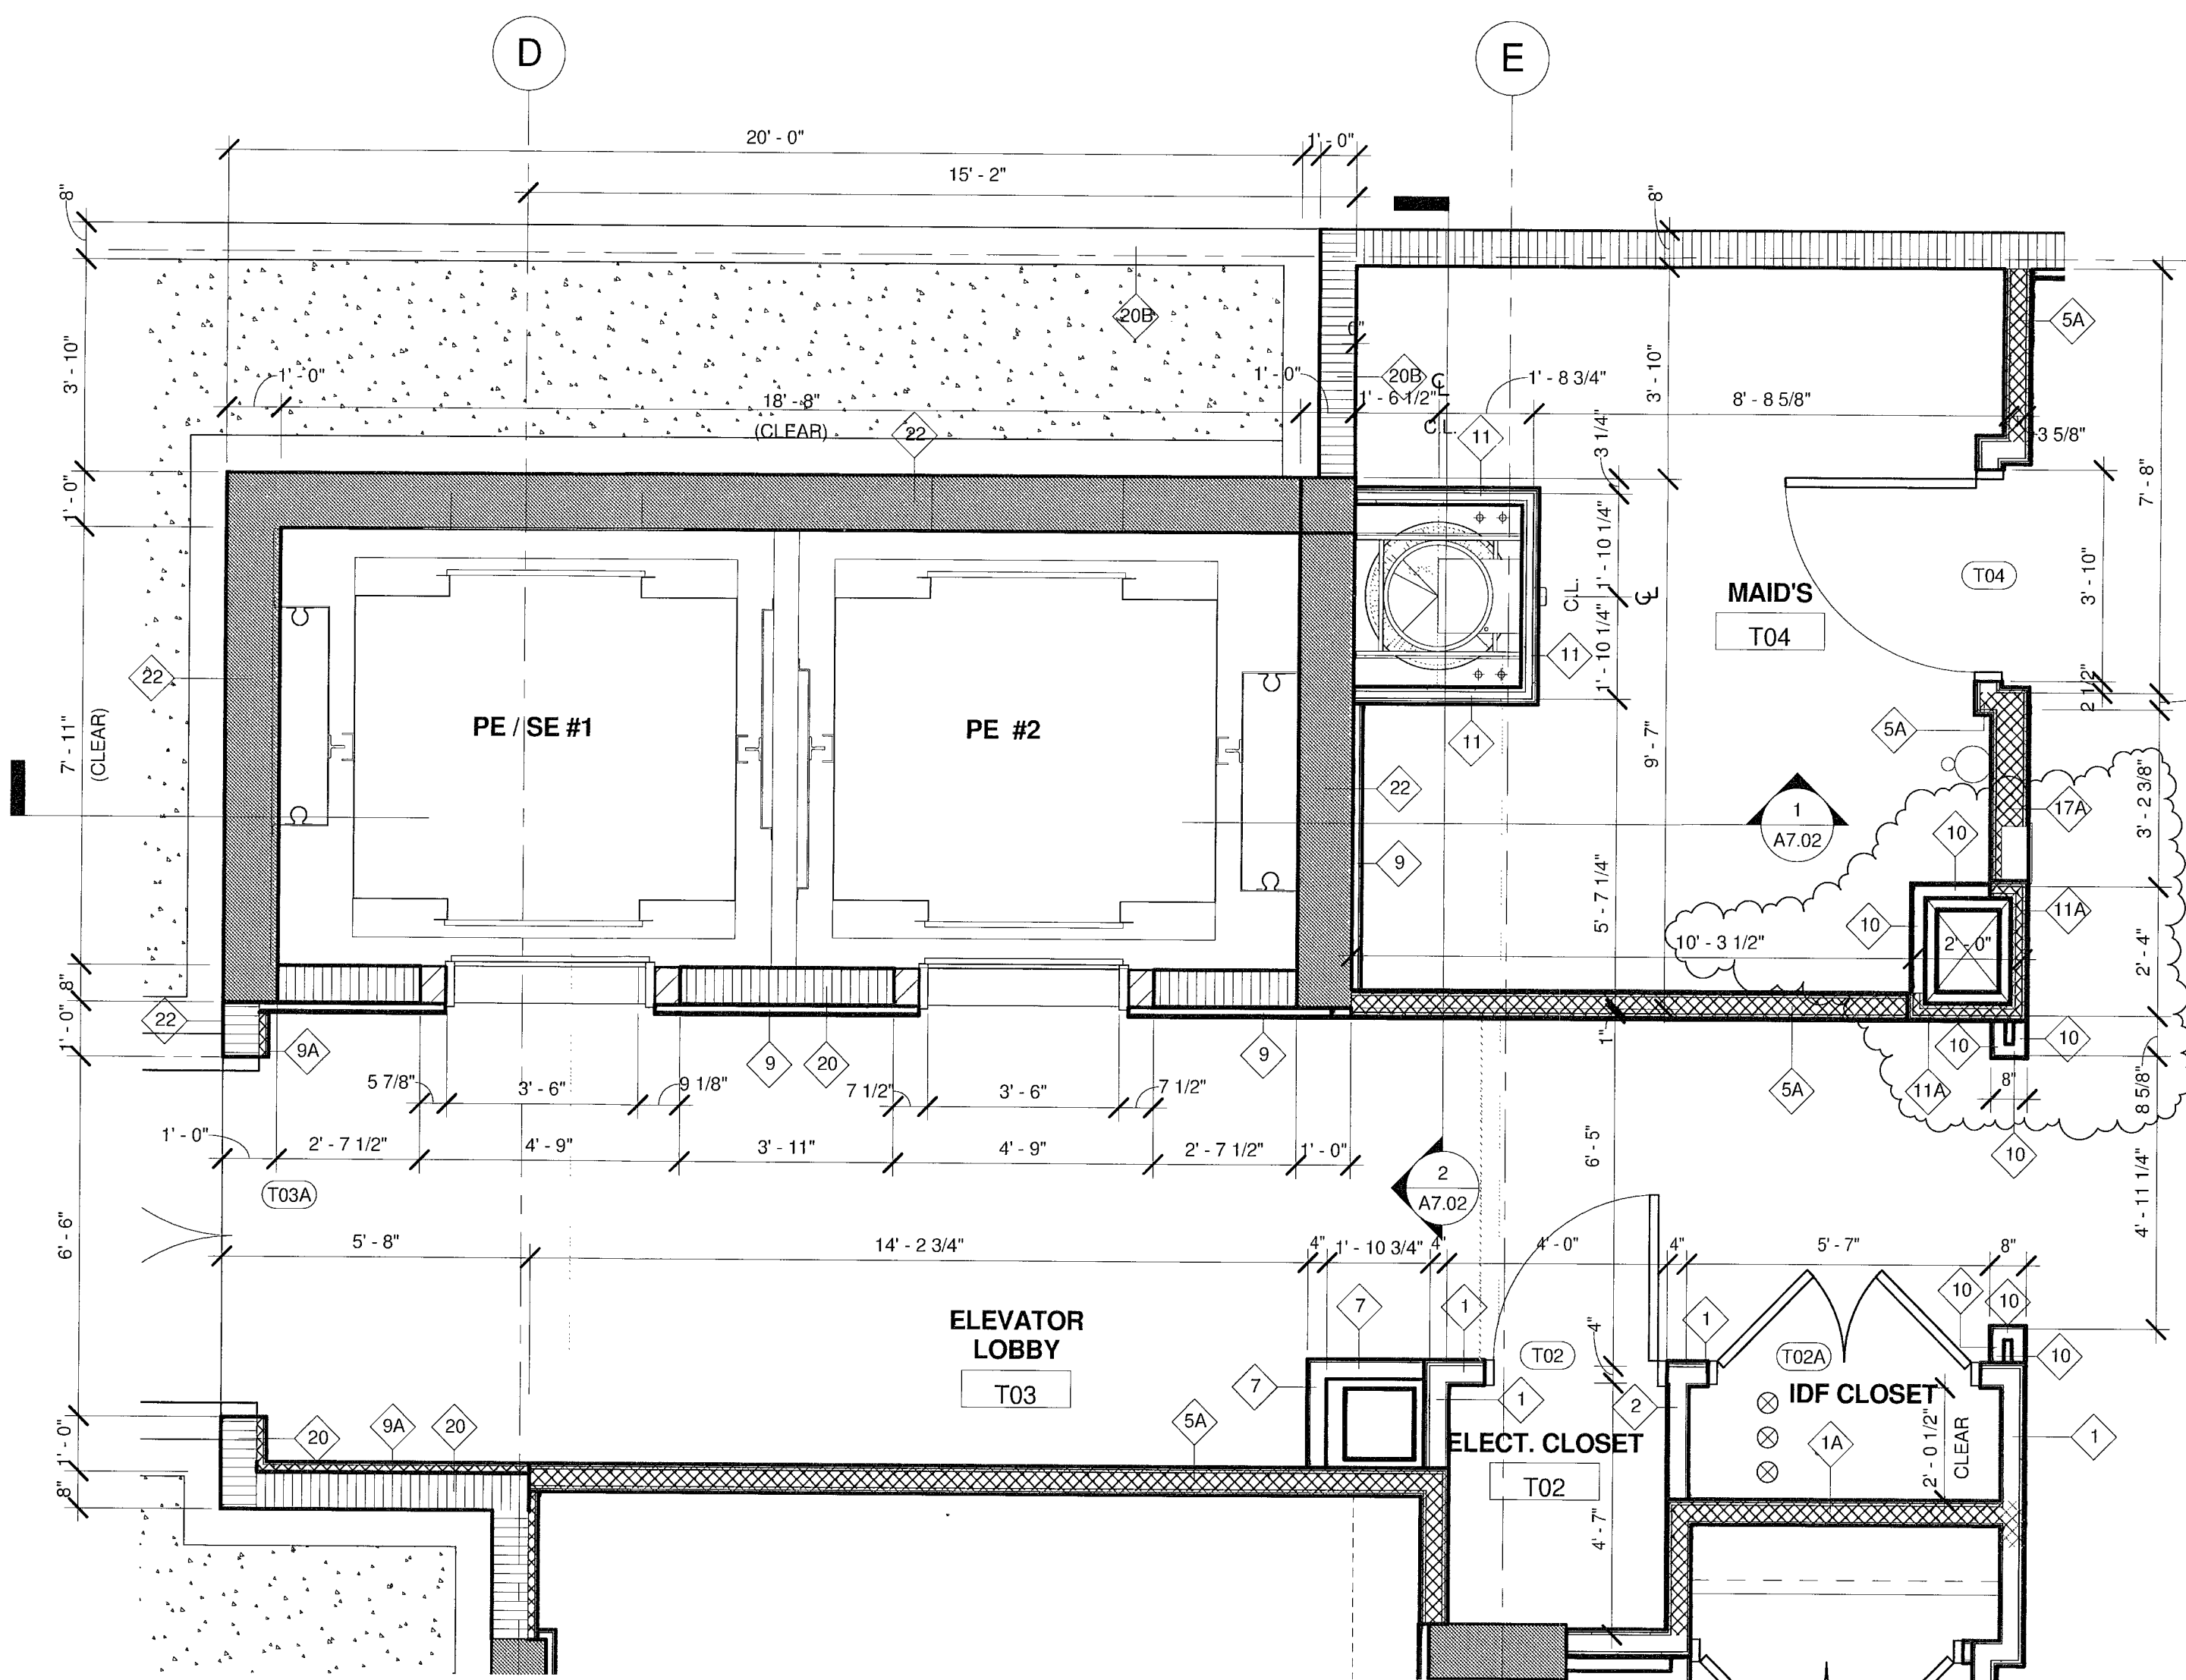 D
E
20' - 0"
1' - 0"
15' - 2"
8"
8"
20B
5A
6"
3' - 10"
1' - 0"
1' - 0"
20B
℄
1' - 8 3/4"
3' - 10"
18' - 8"
(CLEAR)
22
1' - 6 1/2"
8' - 8 5/8"
C.L.
11
3 1/4"
3 5/8"
1' - 0"
7' - 8"
1' - 10 1/4"
C.L.
℄
MAID'S
T04
T04
3' - 10"
1' - 10 1/4"
11
22
2 1/2"
7' - 11"
(CLEAR)
PE / SE #1
PE #2
11
9' - 7"
5A
22
1
A7.02
17A
3' - 2 3/8"
10
9
5' - 7 1/4"
11A
10
10' - 3 1/2"
2' - 0"
2' - 4"
8"
22
1' - 0"
9A
9
20
9
1"
10
10
5 7/8"
3' - 6"
9 1/8"
7 1/2"
3' - 6"
7 1/2"
5A
11A
8"
8 5/8"
1' - 0"
2' - 7 1/2"
4' - 9"
3' - 11"
4' - 9"
2' - 7 1/2"
1' - 0"
6' - 5"
10
T03A
2
A7.02
4' - 11 1/4"
6' - 6"
5' - 8"
14' - 2 3/4"
4"
1' - 10 3/4"
4"
4' - 0"
4"
5' - 7"
8"
ELEVATOR
LOBBY
T03
7
1
1
10
10
4"
T02
T02A
10
7
1
2
IDF CLOSET
1' - 0"
20
9A
20
5A
ELECT. CLOSET
T02
1A
2' - 0 1/2"
CLEAR
1
8"
4' - 7"